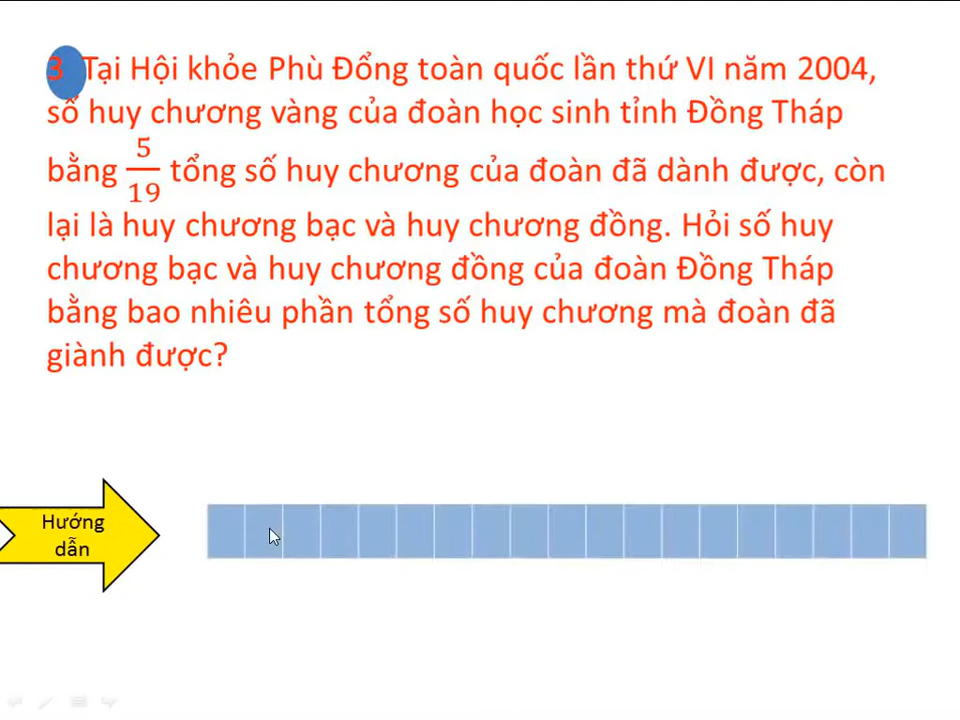 3 Tại Hội khỏe Phù Đổng toàn quốc lần thứ VI năm 2004,
số huy chương vàng của đoàn học sinh tỉnh Đồng Tháp
bằng 5/19 tổng số huy chương của đoàn đã dành được, còn
lại là huy chương bạc và huy chương đồng. Hỏi số huy
chương bạc và huy chương đồng của đoàn Đồng Tháp
bằng bao nhiêu phần tổng số huy chương mà đoàn đã
giành được?
Hướng
dẫn